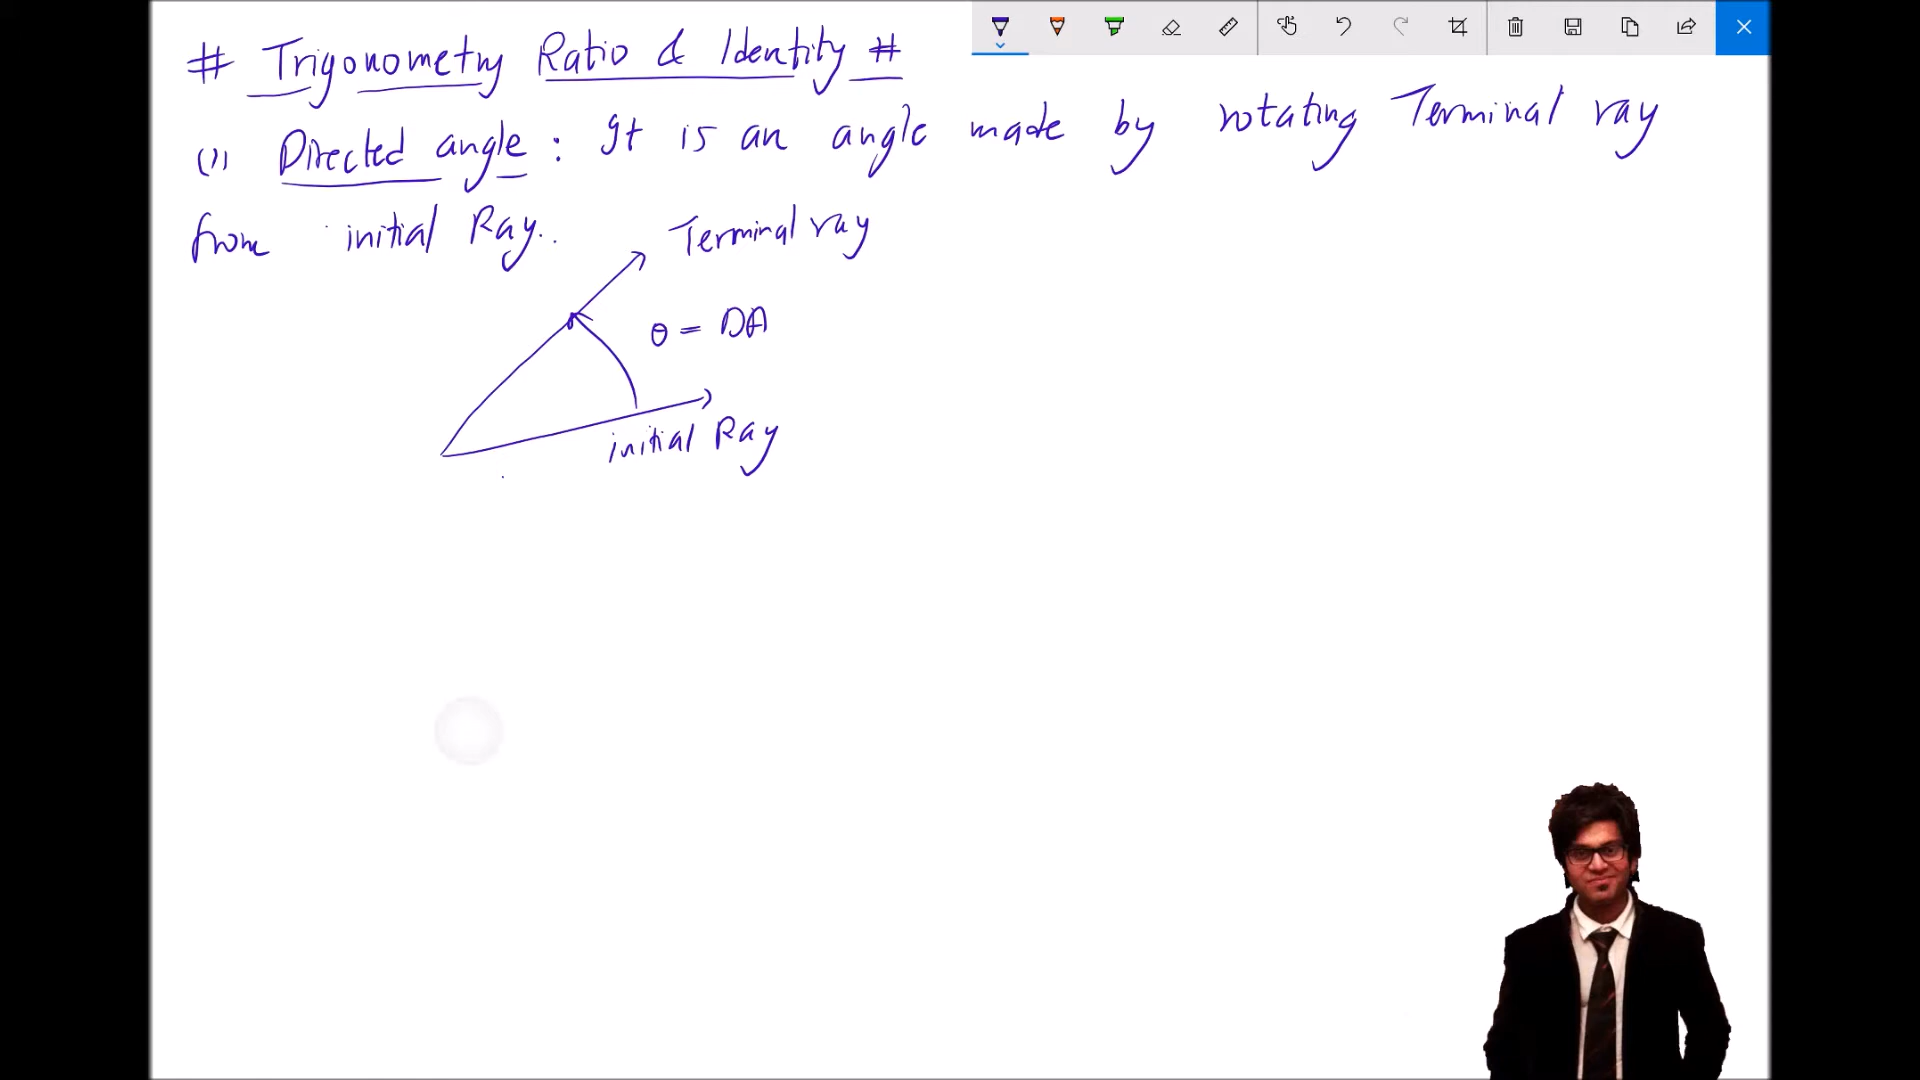 # Trigonometry Ratio & Identity #
(1) Directed angle : It is an angle made by rotating Terminal ray
from initial Ray.
Terminal ray
θ = DA
initial Ray